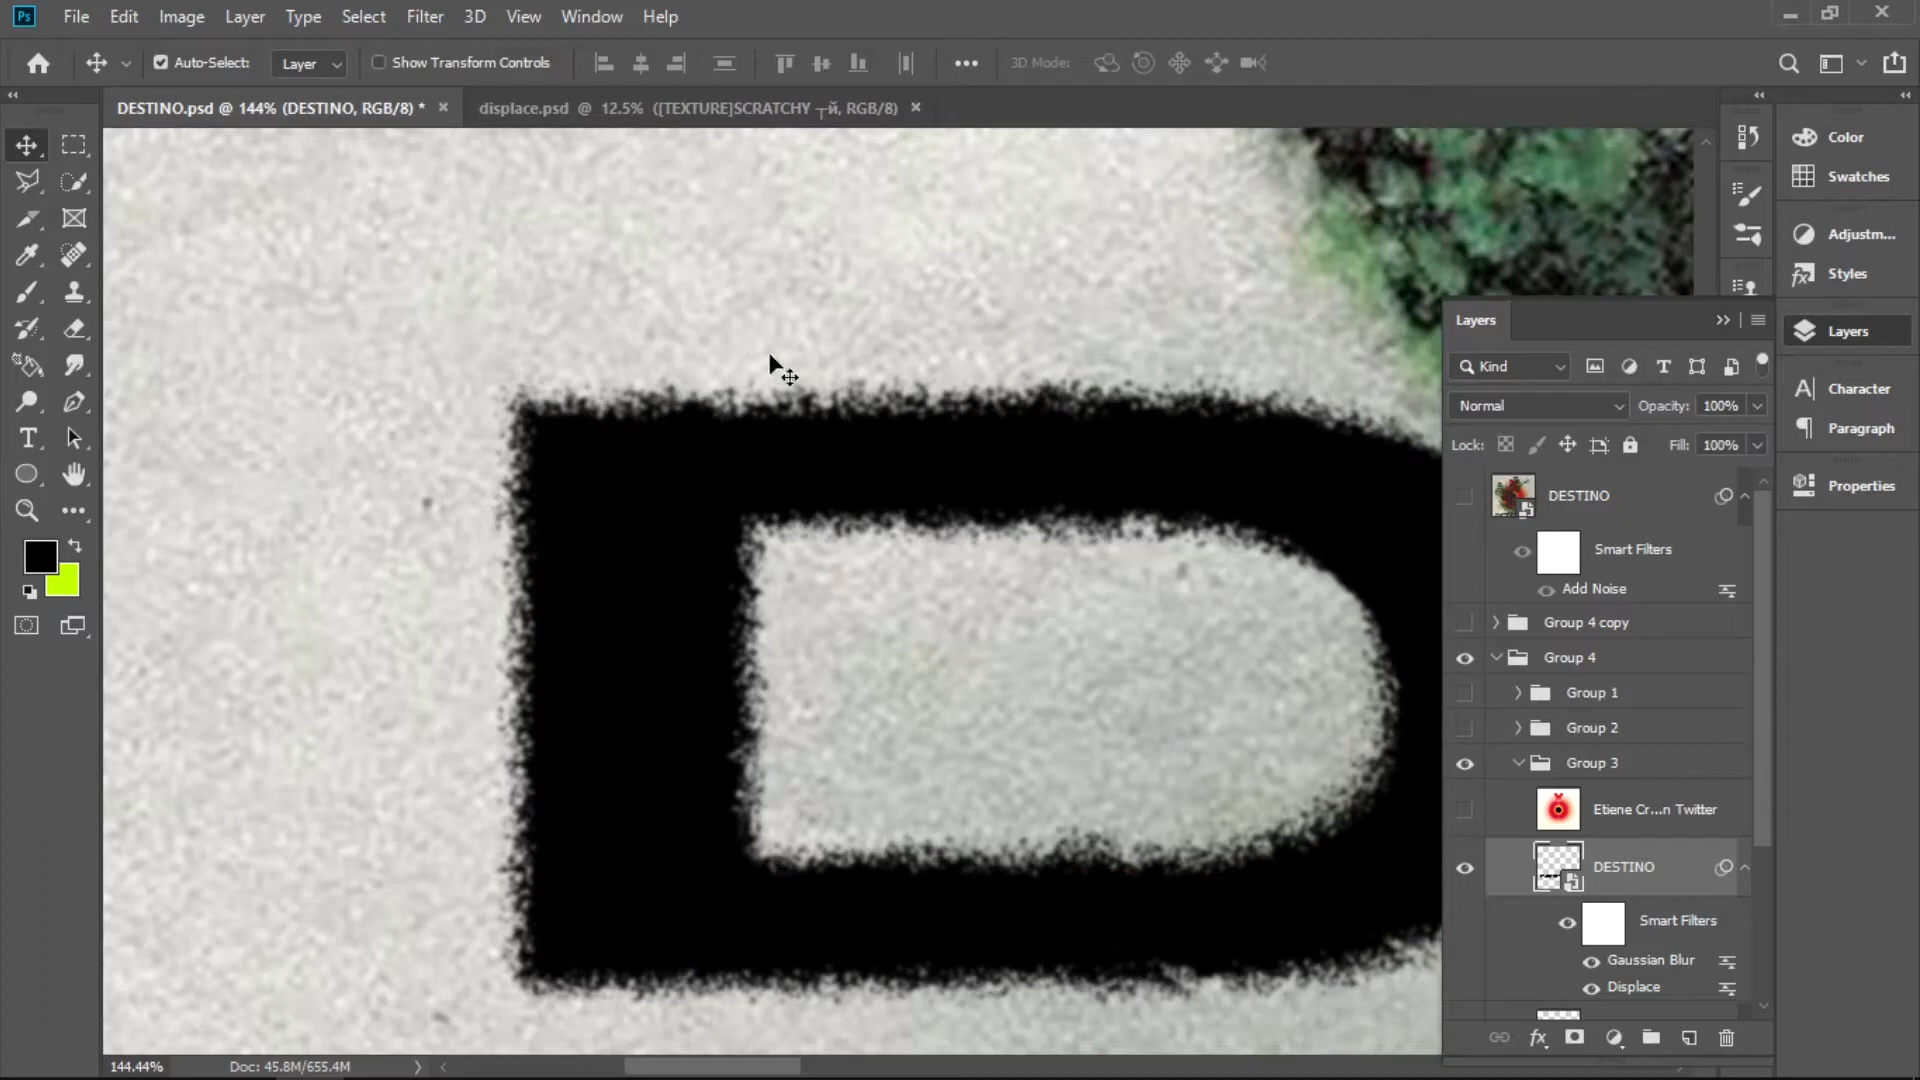 Ps File Edit Image Layer Type Select Filter 3D View Window Help
Auto-Select: Layer Show Transform Controls 3D Mode:
DESTINO.psd @ 144% (DESTINO, RGB/8) * displace.psd @ 12.5% ([TEXTURE]SCRATCHY ┬й, RGB/8)
Color
Swatches
Adjustm...
Styles
Layers
Character
Paragraph
Properties
Layers
Kind
Normal Opacity: 100%
Lock: Fill: 100%
DESTINO
Smart Filters
Add Noise
Group 4 copy
Group 4
Group 1
Group 2
Group 3
Etiene Cr...n Twitter
DESTINO
Smart Filters
Gaussian Blur
Displace
D
144.44% Doc: 45.8M/655.4M